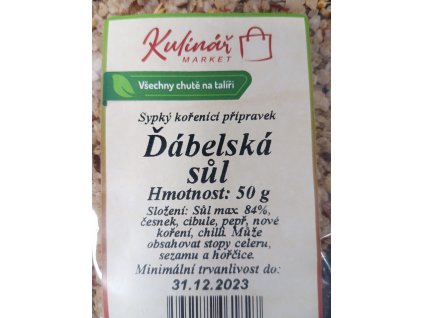 Kulinář
MARKET
Všechny chutě na talíři
Sypký kořenící přípravek
Ďábelská
sůl
Hmotnost: 50 g
Složení: Sůl max. 84%,
česnek, cibule, pepř, nové
koření, chilli. Může
obsahovat stopy celeru,
sezamu a hořčice.
Minimální trvanlivost do:
31.12.2023